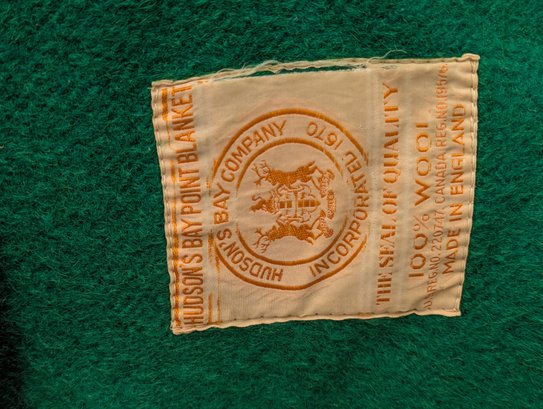 HUDSON'S BAY POINT BLANKET
HUDSON'S BAY COMPANY
INCORPORATED 1670
THE SEAL OF QUALITY
100% WOOL
MADE IN ENGLAND